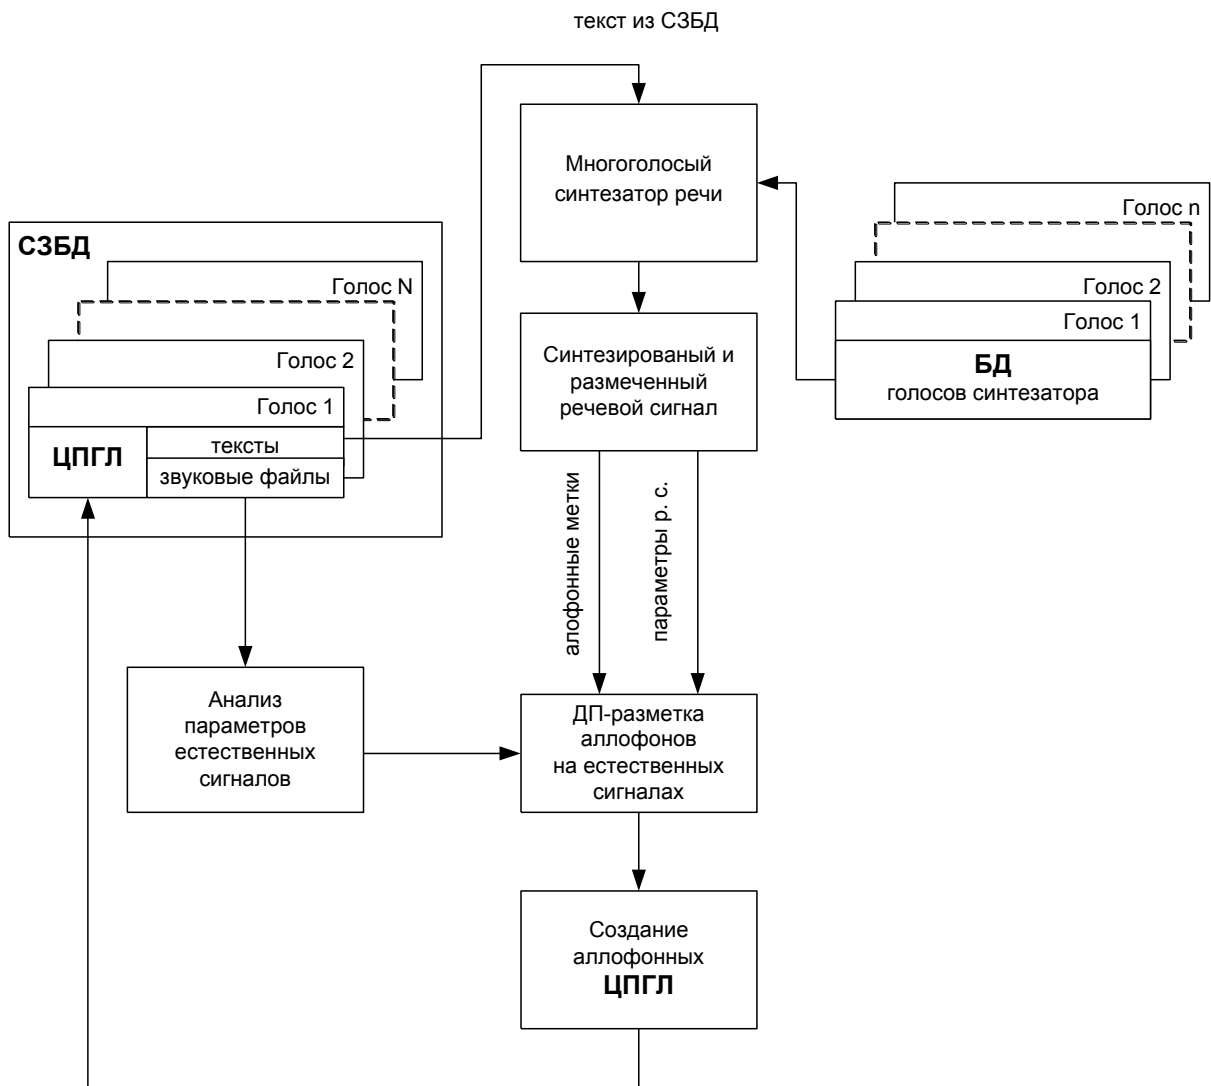 текст из СЗБД
Многоголосый
синтезатор речи
Голос n
Голос 2
Голос 1
БД
голосов синтезатора
СЗБД
Голос N
Голос 2
Голос 1
ЦПГЛ
тексты
звуковые файлы
Синтезированый и
размеченный
речевой сигнал
алофонные метки
параметры р. с.
Анализ
параметров
естественных
сигналов
ДП-разметка
аллофонов
на естественных
сигналах
Создание
аллофонных
ЦПГЛ